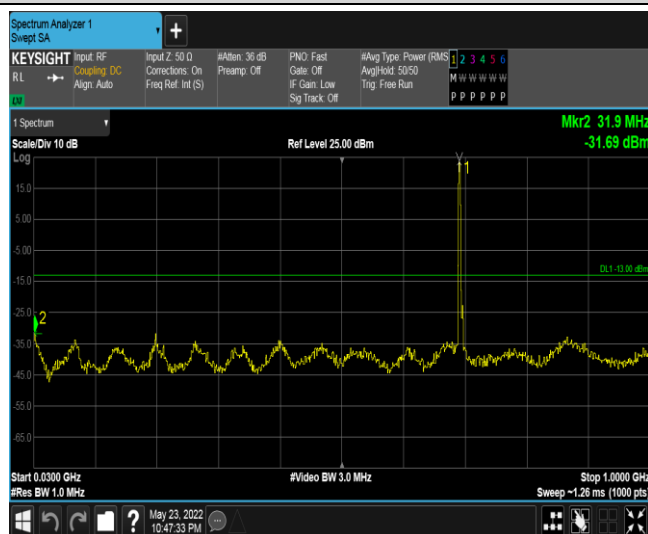 Spectrum Analyzer 1
Swept SA
+
KEYSIGHT
RL
LXI
Input: RF
Coupling: DC
Align: Auto
Input Z: 50 Ω
Corrections: On
Freq Ref: Int (S)
#Atten: 36 dB
Preamp: Off
PNO: Fast
Gate: Off
IF Gain: Low
Sig Track: Off
#Avg Type: Power (RMS
Avg|Hold: 50/50
Trig: Free Run
1 2 3 4 5 6
M W W W W W
P P P P P P
1 Spectrum
Mkr2 31.9 MHz
Scale/Div 10 dB
Ref Level 25.00 dBm
-31.69 dBm
Log
1
15.0
5.00
-5.00
DL1 -13.00 dBm
-15.0
-25.0
2
-35.0
-45.0
-55.0
-65.0
Start 0.0300 GHz
#Video BW 3.0 MHz
Stop 1.0000 GHz
#Res BW 1.0 MHz
Sweep ~1.26 ms (1000 pts)
?
May 23, 2022
10:47:33 PM